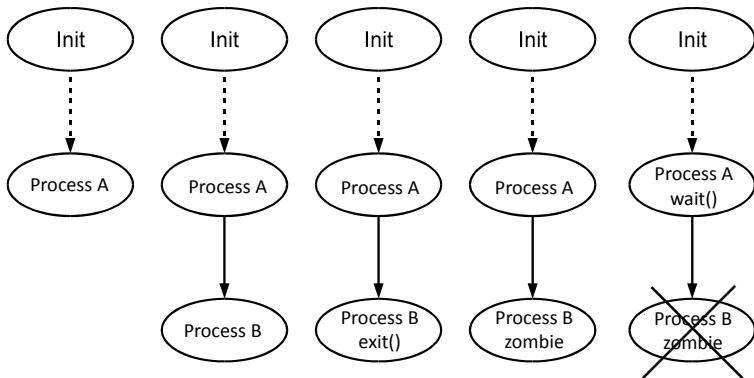 Init
Init
Init
Init
Init
Process A
Process A
Process A
Process A
Process A
wait()
Process B
Process B
exit()
Process B
zombie
Process B
zombie